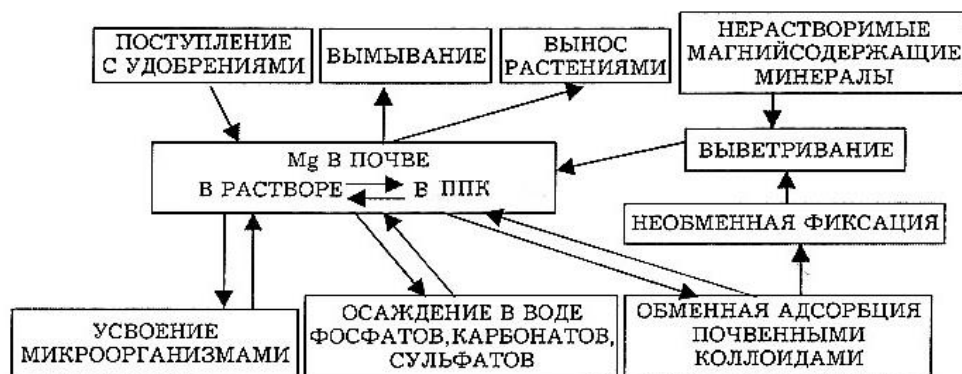 ПОСТУПЛЕНИЕ
С УДОБРЕНИЯМИ
ВЫМЫВАНИЕ
ВЫНОС
РАСТЕНИЯМИ
НЕРАСТВОРИМЫЕ
МАГНИЙСОДЕРЖАЩИЕ
МИНЕРАЛЫ
Mg В ПОЧВЕ
В РАСТВОРЕ В ППК
ВЫВЕТРИВАНИЕ
НЕОБМЕННАЯ ФИКСАЦИЯ
УСВОЕНИЕ
МИКРООРГАНИЗМАМИ
ОСАЖДЕНИЕ В ВОДЕ
ФОСФАТОВ, КАРБОНАТОВ,
СУЛЬФАТОВ
ОБМЕННАЯ АДСОРБЦИЯ
ПОЧВЕННЫМИ
КОЛЛОИДАМИ